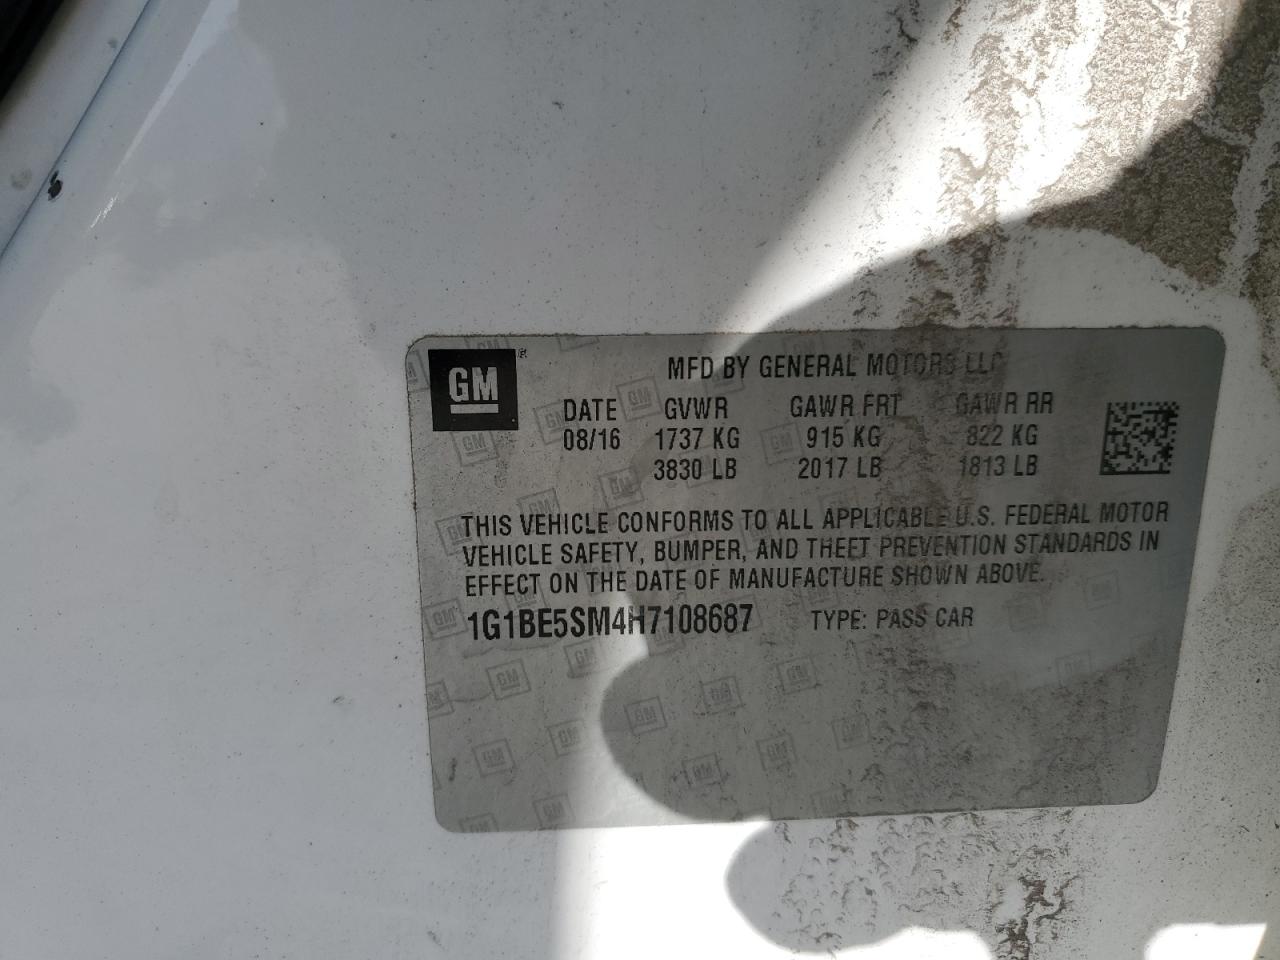 GM
MFD BY GENERAL MOTORS LLC
DATE GVWR GAWR FRT GAWR RR
08/16 1737 KG 915 KG 822 KG
3830 LB 2017 LB 1813 LB
THIS VEHICLE CONFORMS TO ALL APPLICABLE U.S. FEDERAL MOTOR
VEHICLE SAFETY, BUMPER, AND THEFT PREVENTION STANDARDS IN
EFFECT ON THE DATE OF MANUFACTURE SHOWN ABOVE.
1G1BE5SM4H7108687 TYPE: PASS CAR